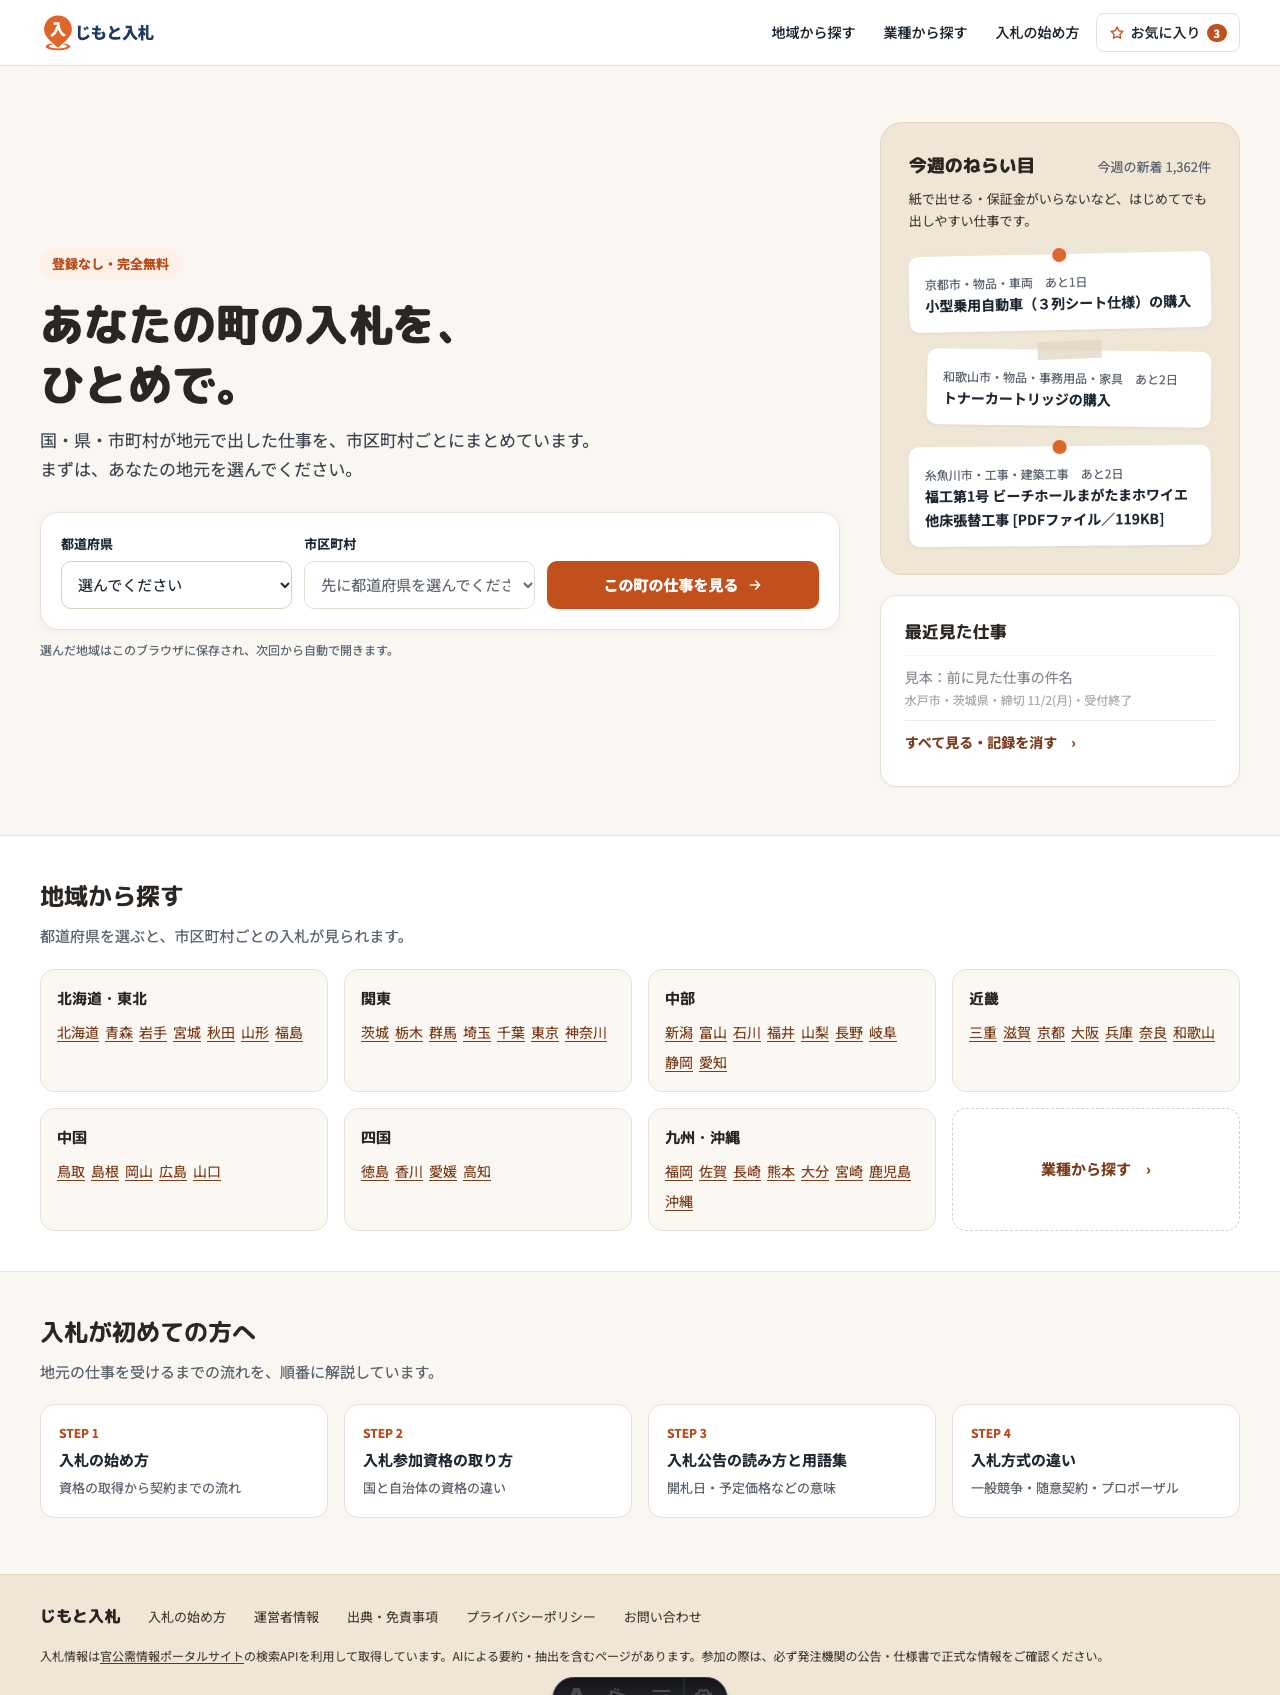 入 じもと入札
地域から探す 業種から探す 入札の始め方 お気に入り 3
登録なし・完全無料
あなたの町の入札を、
ひとめで。
国・県・市町村が地元で出した仕事を、市区町村ごとにまとめています。
まずは、あなたの地元を選んでください。
都道府県 市区町村
選んでください 先に都道府県を選んでくださ この町の仕事を見る →
選んだ地域はこのブラウザに保存され、次回から自動で開きます。
今週のねらい目 今週の新着 1,362件
紙で出せる・保証金がいらないなど、はじめてでも
出しやすい仕事です。
京都市・物品・車両 あと1日
小型乗用自動車（３列シート仕様）の購入
和歌山市・物品・事務用品・家具 あと2日
トナーカートリッジの購入
糸魚川市・工事・建築工事 あと2日
福工第1号 ビーチホールまがたまホワイエ
他床張替工事 [PDFファイル／119KB]
最近見た仕事
見本：前に見た仕事の件名
水戸市・茨城県・締切 11/2(月)・受付終了
すべて見る・記録を消す ›
地域から探す
都道府県を選ぶと、市区町村ごとの入札が見られます。
北海道・東北
北海道 青森 岩手 宮城 秋田 山形 福島
関東
茨城 栃木 群馬 埼玉 千葉 東京 神奈川
中部
新潟 富山 石川 福井 山梨 長野 岐阜
静岡 愛知
近畿
三重 滋賀 京都 大阪 兵庫 奈良 和歌山
中国
鳥取 島根 岡山 広島 山口
四国
徳島 香川 愛媛 高知
九州・沖縄
福岡 佐賀 長崎 熊本 大分 宮崎 鹿児島
沖縄
業種から探す ›
入札が初めての方へ
地元の仕事を受けるまでの流れを、順番に解説しています。
STEP 1
入札の始め方
資格の取得から契約までの流れ
STEP 2
入札参加資格の取り方
国と自治体の資格の違い
STEP 3
入札公告の読み方と用語集
開札日・予定価格などの意味
STEP 4
入札方式の違い
一般競争・随意契約・プロポーザル
じもと入札 入札の始め方 運営者情報 出典・免責事項 プライバシーポリシー お問い合わせ
入札情報は官公需情報ポータルサイトの検索APIを利用して取得しています。AIによる要約・抽出を含むページがあります。参加の際は、必ず発注機関の公告・仕様書で正式な情報をご確認ください。